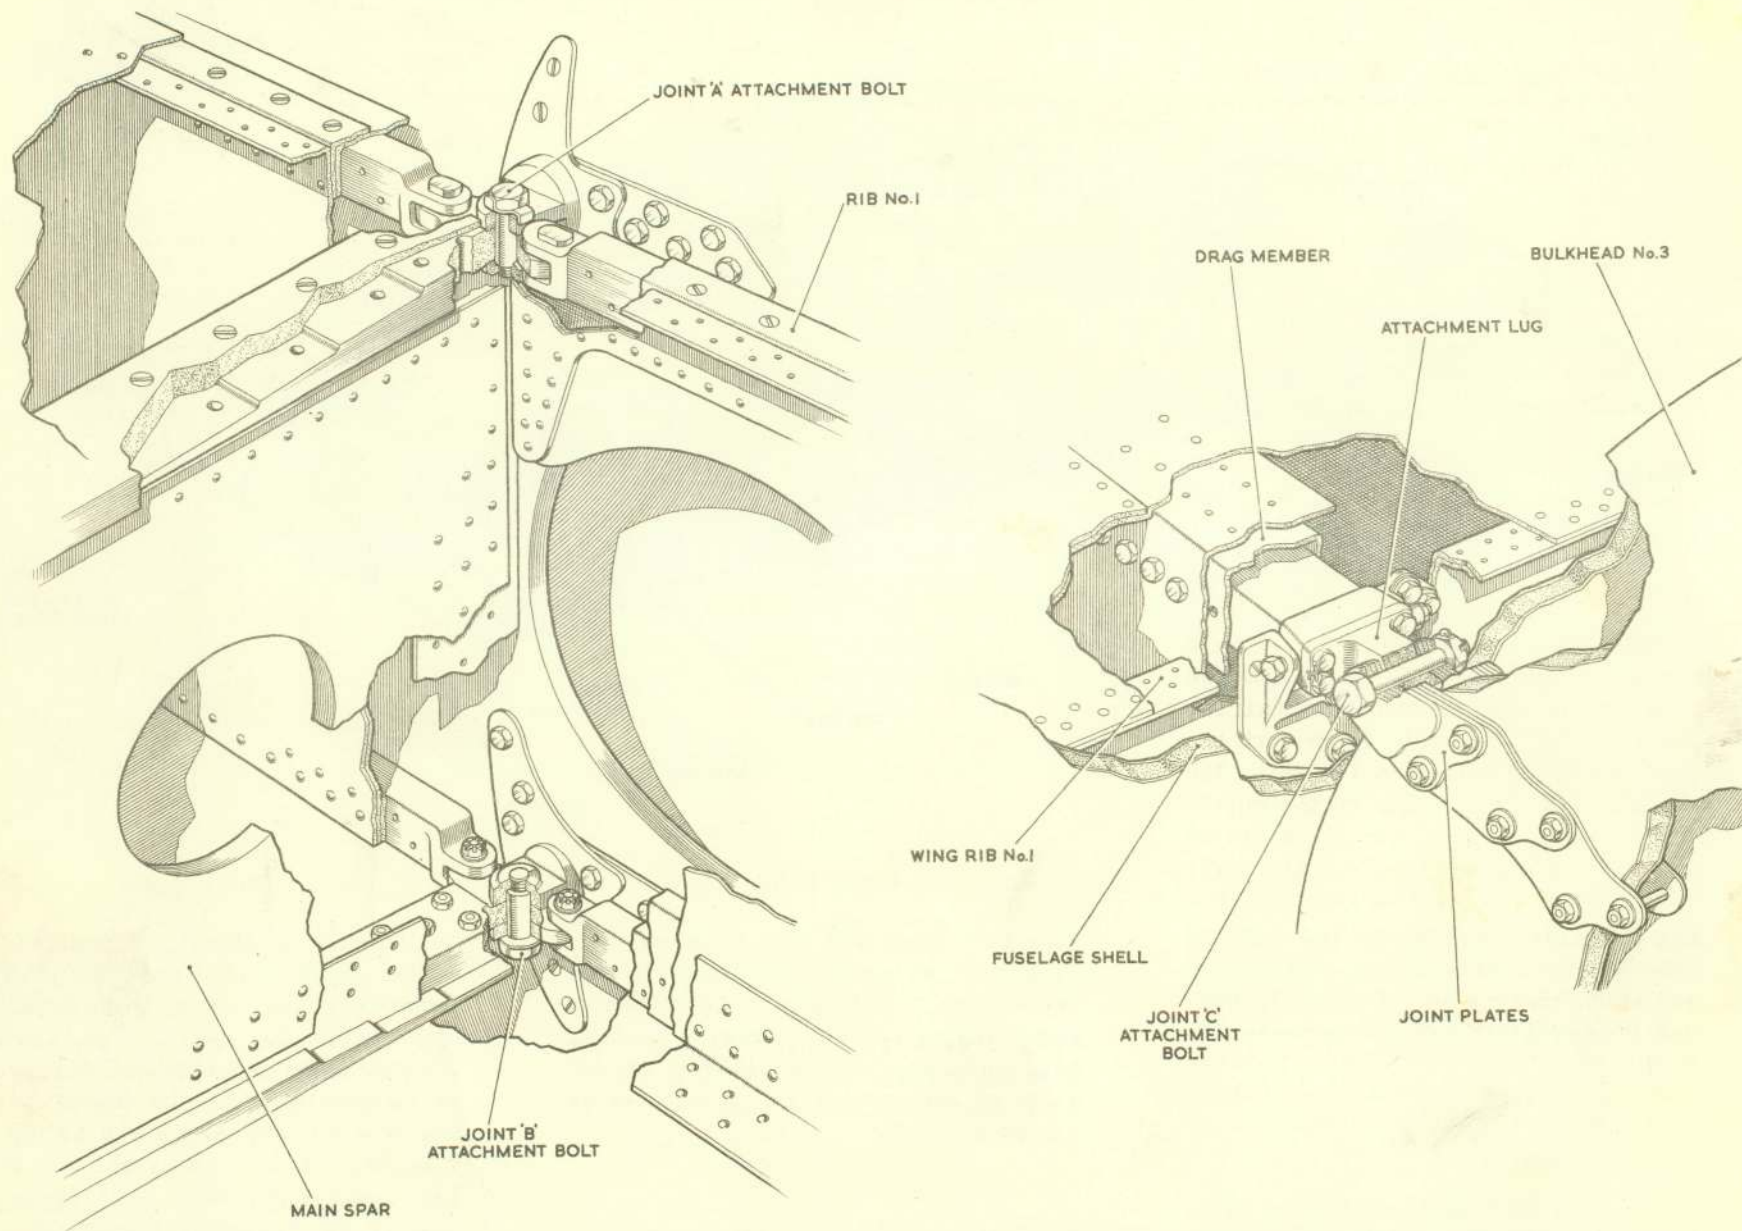 JOINT 'A' ATTACHMENT BOLT
RIB No.1
DRAG MEMBER
BULKHEAD No.3
ATTACHMENT LUG
WING RIB No.1
FUSELAGE SHELL
JOINT 'C'
ATTACHMENT
BOLT
JOINT PLATES
JOINT 'B'
ATTACHMENT BOLT
MAIN SPAR